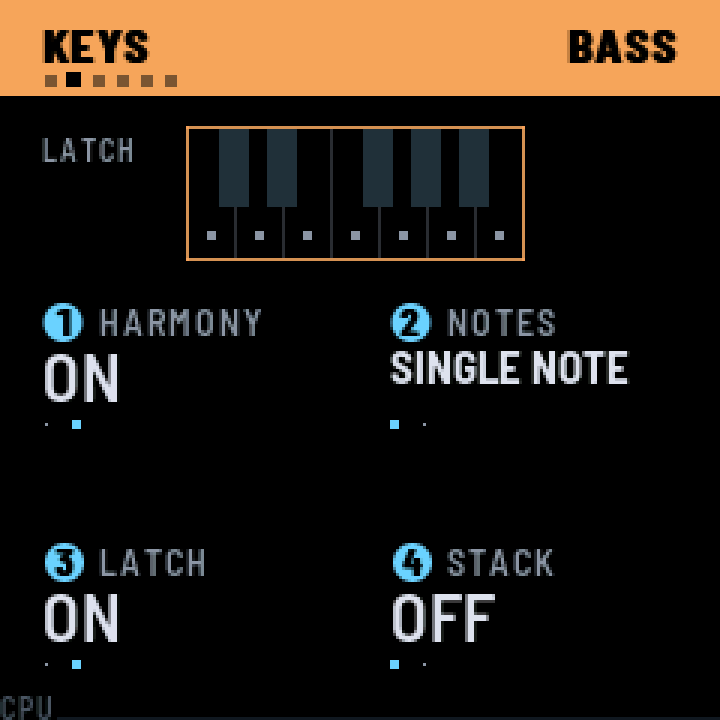 KEYS BASS
LATCH
1 HARMONY 2 NOTES
ON SINGLE NOTE
3 LATCH 4 STACK
ON OFF
CPU